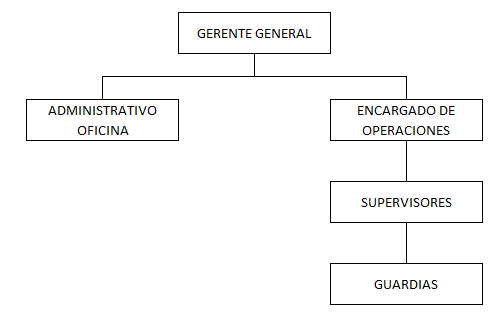 GERENTE GENERAL
ADMINISTRATIVO
OFICINA
ENCARGADO DE
OPERACIONES
SUPERVISORES
GUARDIAS